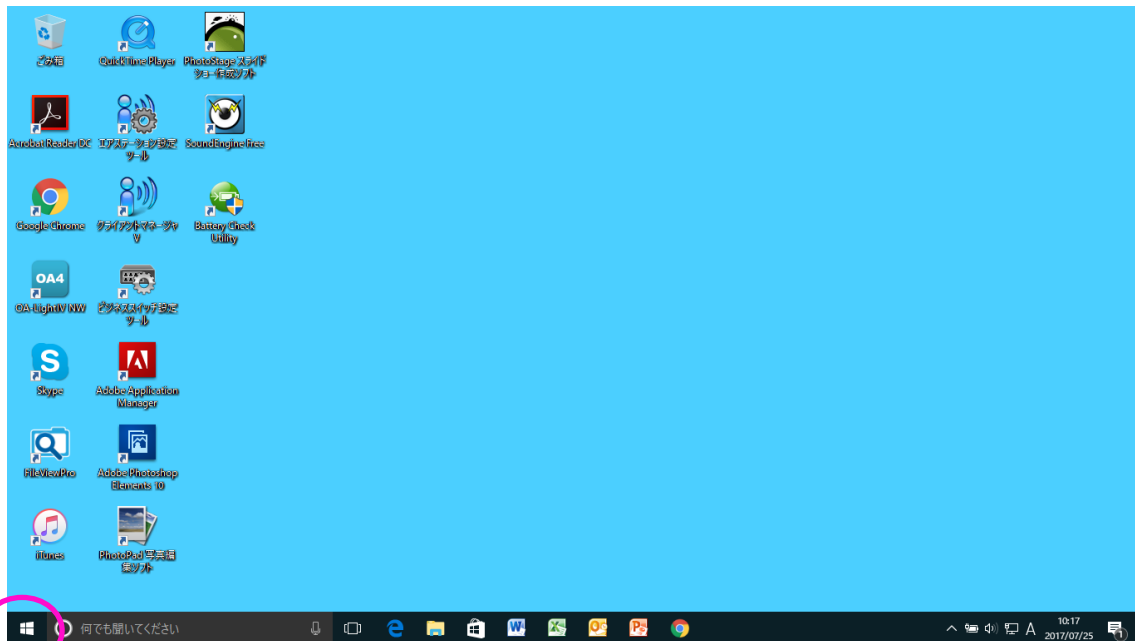 ごみ箱
QuickTime Player
PhotoStage スライド
ショー作成ソフト
Acrobat Reader DC
エアステーション設定
ツール
SoundEngine Free
Google Chrome
クライアントマネージャ
V
Battery Check
Utility
OA4
OA-LightIV NW
ビジネススイッチ設定
ツール
S
Skype
Adobe Application
Manager
FileViewPro
Adobe Photoshop
Elements 10
iTunes
PhotoPad 写真編
集ソフト
何でも聞いてください
A
10:17
2017/07/25
1